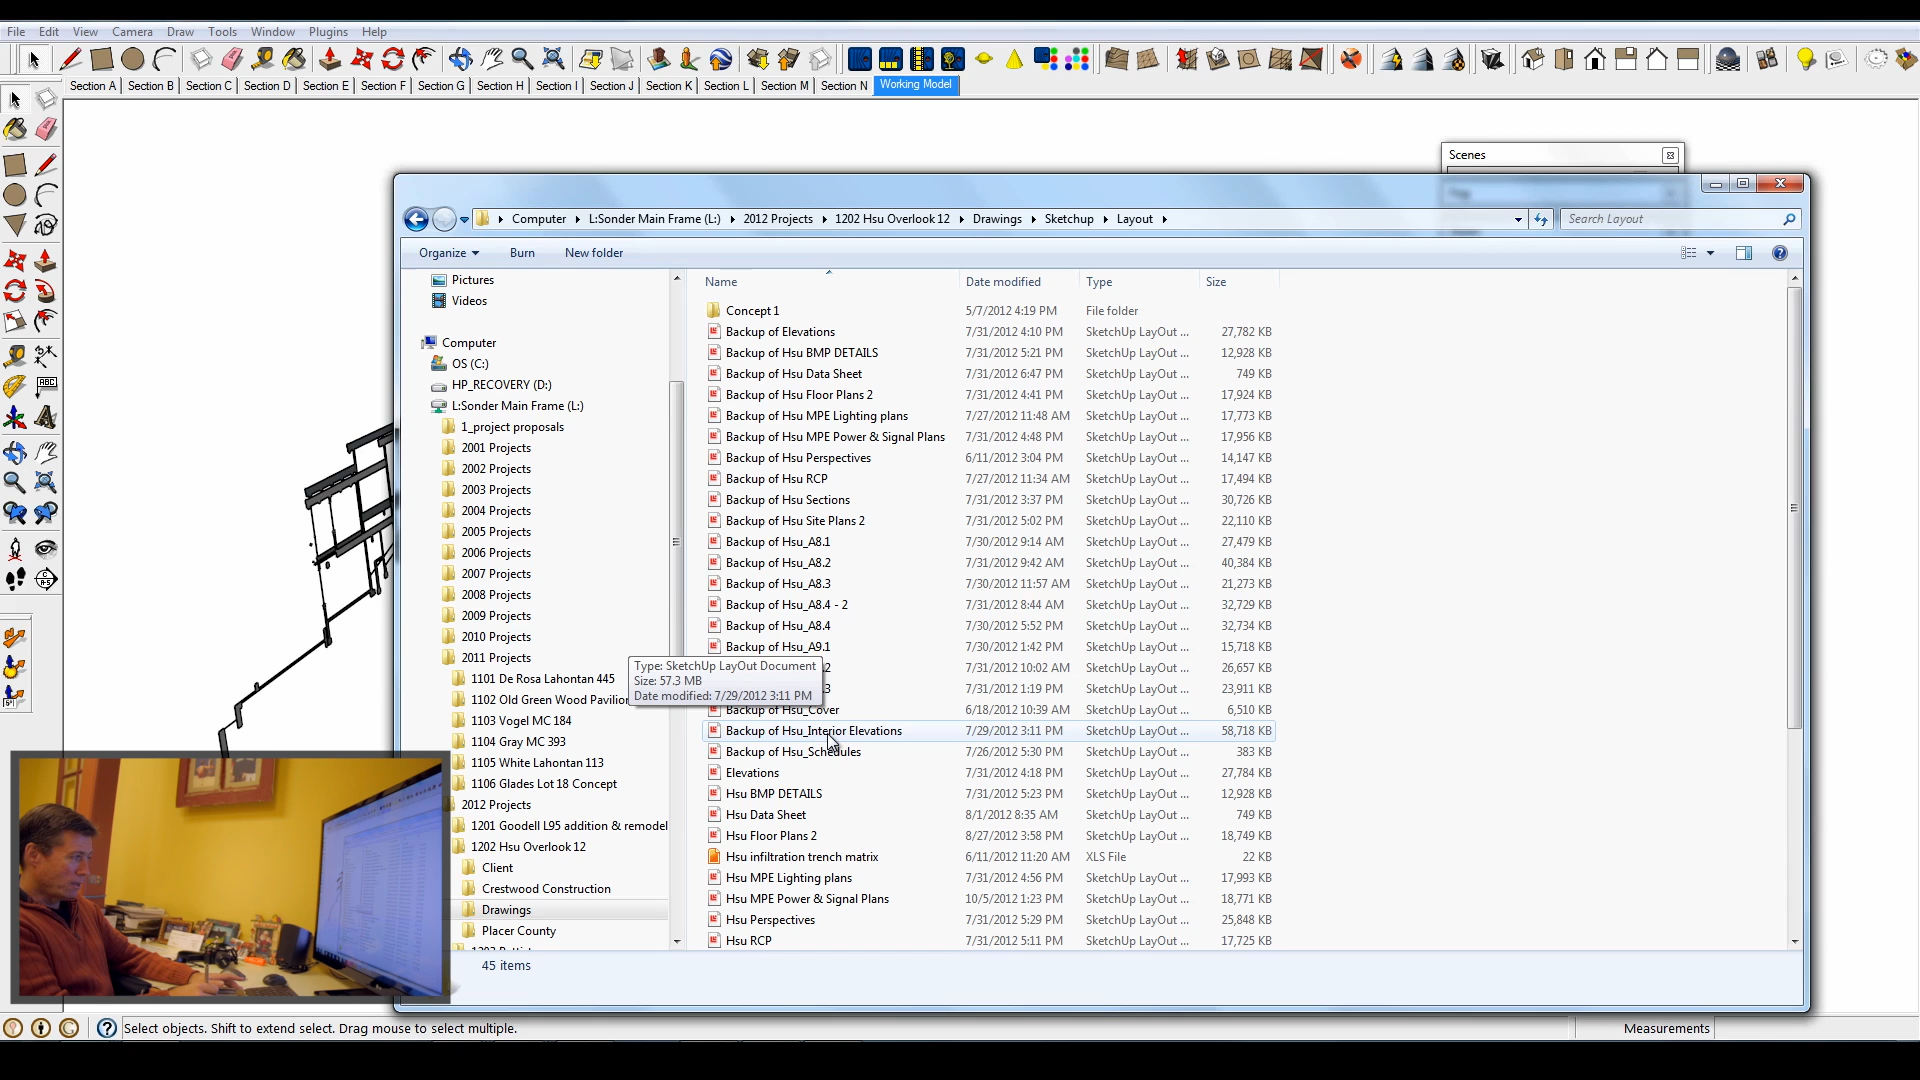 File Edit View Camera Draw Tools Window Plugins Help
Section A Section B Section C Section D Section E Section F Section G Section H Section I Section J Section K Section L Section M Section N Working Model
Scenes
Computer L:Sonder Main Frame (L:) 2012 Projects 1202 Hsu Overlook 12 Drawings Sketchup Layout
Search Layout
Organize Burn New folder
Pictures
Videos
Computer
OS (C:)
HP_RECOVERY (D:)
L:Sonder Main Frame (L:)
1_project proposals
2001 Projects
2002 Projects
2003 Projects
2004 Projects
2005 Projects
2006 Projects
2007 Projects
2008 Projects
2009 Projects
2010 Projects
2011 Projects
1101 De Rosa Lahontan 445
1102 Old Green Wood Pavilion
1103 Vogel MC 184
1104 Gray MC 393
1105 White Lahontan 113
1106 Glades Lot 18 Concept
2012 Projects
1201 Goodell L95 addition & remodel
1202 Hsu Overlook 12
Client
Crestwood Construction
Drawings
Placer County
Name Date modified Type Size
Concept 1 5/7/2012 4:19 PM File folder
Backup of Elevations 7/31/2012 4:10 PM SketchUp LayOut ... 27,782 KB
Backup of Hsu BMP DETAILS 7/31/2012 5:21 PM SketchUp LayOut ... 12,928 KB
Backup of Hsu Data Sheet 7/31/2012 6:47 PM SketchUp LayOut ... 749 KB
Backup of Hsu Floor Plans 2 7/31/2012 4:41 PM SketchUp LayOut ... 17,924 KB
Backup of Hsu MPE Lighting plans 7/27/2012 11:48 AM SketchUp LayOut ... 17,773 KB
Backup of Hsu MPE Power & Signal Plans 7/31/2012 4:48 PM SketchUp LayOut ... 17,956 KB
Backup of Hsu Perspectives 6/11/2012 3:04 PM SketchUp LayOut ... 14,147 KB
Backup of Hsu RCP 7/27/2012 11:34 AM SketchUp LayOut ... 17,494 KB
Backup of Hsu Sections 7/31/2012 3:37 PM SketchUp LayOut ... 30,726 KB
Backup of Hsu Site Plans 2 7/31/2012 5:02 PM SketchUp LayOut ... 22,110 KB
Backup of Hsu_A8.1 7/30/2012 9:14 AM SketchUp LayOut ... 27,479 KB
Backup of Hsu_A8.2 7/31/2012 9:42 AM SketchUp LayOut ... 40,384 KB
Backup of Hsu_A8.3 7/30/2012 11:57 AM SketchUp LayOut ... 21,273 KB
Backup of Hsu_A8.4 - 2 7/31/2012 8:44 AM SketchUp LayOut ... 32,729 KB
Backup of Hsu_A8.4 7/30/2012 5:52 PM SketchUp LayOut ... 32,734 KB
Backup of Hsu_A9.1 7/30/2012 1:42 PM SketchUp LayOut ... 15,718 KB
2 7/31/2012 10:02 AM SketchUp LayOut ... 26,657 KB
3 7/31/2012 1:19 PM SketchUp LayOut ... 23,911 KB
Backup of Hsu_Cover 6/18/2012 10:39 AM SketchUp LayOut ... 6,510 KB
Backup of Hsu_Interior Elevations 7/29/2012 3:11 PM SketchUp LayOut ... 58,718 KB
Backup of Hsu_Schedules 7/26/2012 5:30 PM SketchUp LayOut ... 383 KB
Elevations 7/31/2012 4:18 PM SketchUp LayOut ... 27,784 KB
Hsu BMP DETAILS 7/31/2012 5:23 PM SketchUp LayOut ... 12,928 KB
Hsu Data Sheet 8/1/2012 8:35 AM SketchUp LayOut ... 749 KB
Hsu Floor Plans 2 8/27/2012 3:58 PM SketchUp LayOut ... 18,749 KB
Hsu infiltration trench matrix 6/11/2012 11:20 AM XLS File 22 KB
Hsu MPE Lighting plans 7/31/2012 4:56 PM SketchUp LayOut ... 17,993 KB
Hsu MPE Power & Signal Plans 10/5/2012 1:23 PM SketchUp LayOut ... 18,771 KB
Hsu Perspectives 7/31/2012 5:29 PM SketchUp LayOut ... 25,848 KB
Hsu RCP 7/31/2012 5:11 PM SketchUp LayOut ... 17,725 KB
Type: SketchUp LayOut Document
Size: 57.3 MB
Date modified: 7/29/2012 3:11 PM
45 items
Select objects. Shift to extend select. Drag mouse to select multiple.
Measurements